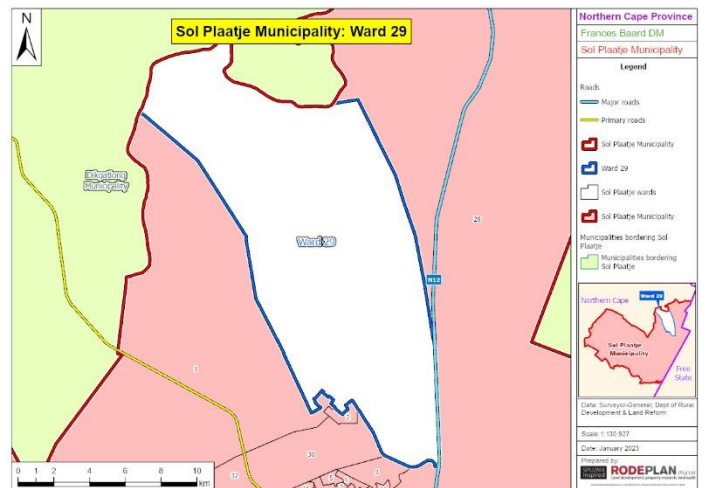 N
Sol Plaatje Municipality: Ward 29
Dikgatlong
Municipality
Ward 29
28
N12
30
32
3
0 1 2 4 6 8 10
km
Northern Cape Province
Frances Baard DM
Sol Plaatje Municipality
Legend
Roads
Major roads
Primary roads
Sol Plaatje Municipality
Ward 29
Sol Plaatje wards
Sol Plaatje Municipality
Municipalities bordering Sol
Plaatje
Municipalities bordering
Sol Plaatje
Ward 29
Northern Cape
Sol Plaatje
Municipality
Free
State
Data: Surveyor-General; Dept of Rural
Development & Land Reform
Scale: 1:130 927
Date: January 2023
Prepared by:
SPLUMA
Inspired
RODEPLAN (Pty) Ltd